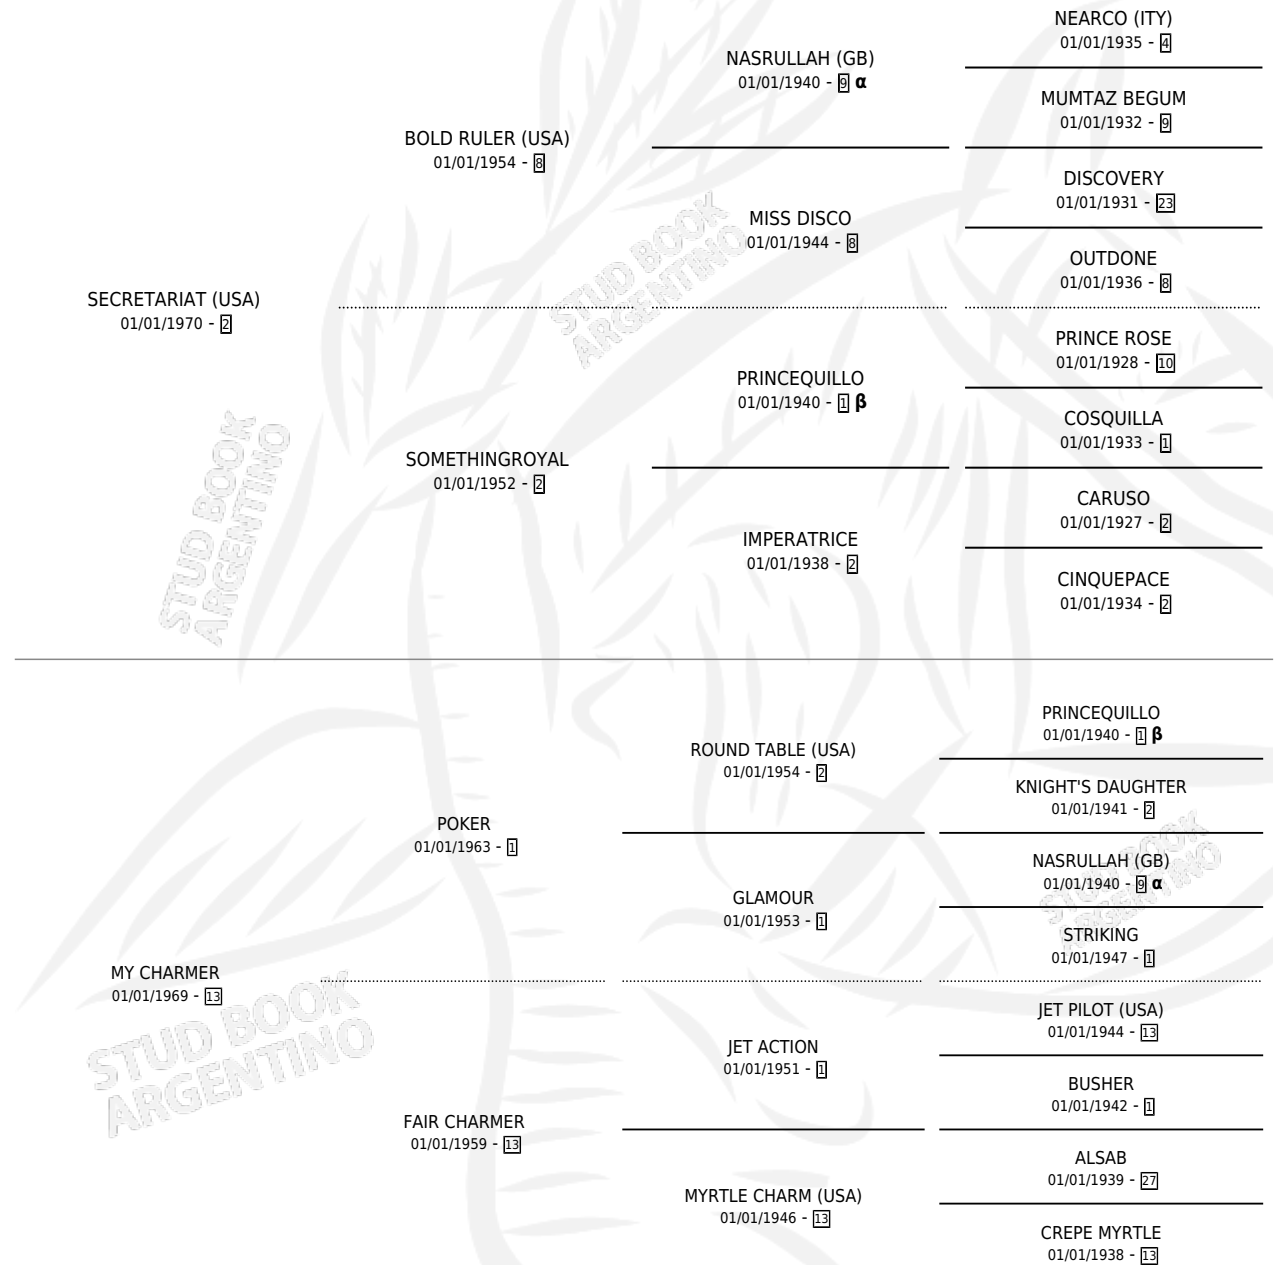 NEARCO (ITY)
01/01/1935 - 4
NASRULLAH (GB)
01/01/1940 - 9 α
MUMTAZ BEGUM
01/01/1932 - 9
BOLD RULER (USA)
01/01/1954 - 8
DISCOVERY
01/01/1931 - 23
MISS DISCO
01/01/1944 - 8
OUTDONE
01/01/1936 - 8
STUD BOOK
ARGENTINO
SECRETARIAT (USA)
01/01/1970 - 2
PRINCE ROSE
01/01/1928 - 10
PRINCEQUILLO
01/01/1940 - 1 β
COSQUILLA
01/01/1933 - 1
SOMETHINGROYAL
01/01/1952 - 2
CARUSO
01/01/1927 - 2
IMPERATRICE
01/01/1938 - 2
CINQUEPACE
01/01/1934 - 2
STUD BOOK
ARGENTINO
PRINCEQUILLO
01/01/1940 - 1 β
ROUND TABLE (USA)
01/01/1954 - 2
KNIGHT'S DAUGHTER
01/01/1941 - 2
POKER
01/01/1963 - 1
NASRULLAH (GB)
01/01/1940 - 9 α
GLAMOUR
01/01/1953 - 1
STRIKING
01/01/1947 - 1
STUD BOOK
ARGENTINO
MY CHARMER
01/01/1969 - 13
JET PILOT (USA)
01/01/1944 - 13
JET ACTION
01/01/1951 - 1
BUSHER
01/01/1942 - 1
STUD BOOK
ARGENTINO
FAIR CHARMER
01/01/1959 - 13
ALSAB
01/01/1939 - 27
MYRTLE CHARM (USA)
01/01/1946 - 13
CREPE MYRTLE
01/01/1938 - 13